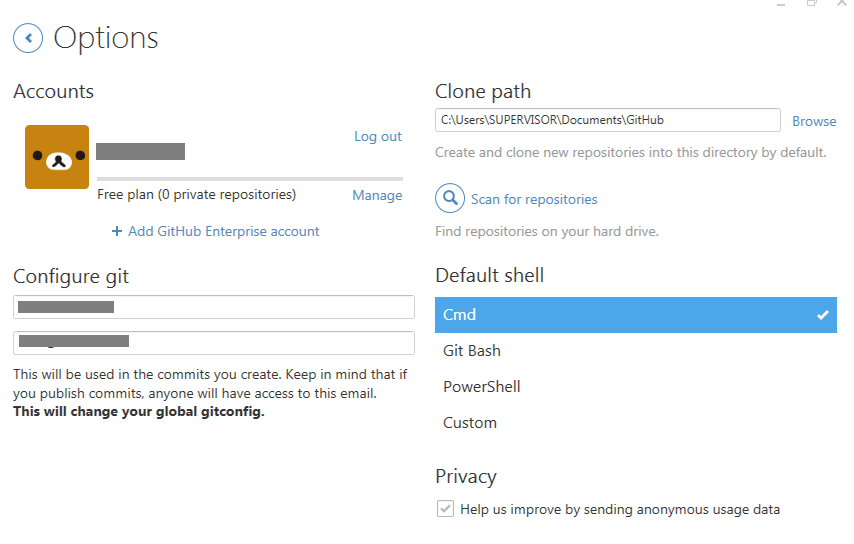 Options
Accounts
Log out
Free plan (0 private repositories)
Manage
+ Add GitHub Enterprise account
Configure git
This will be used in the commits you create. Keep in mind that if
you publish commits, anyone will have access to this email.
This will change your global gitconfig.
Clone path
C:\Users\SUPERVISOR\Documents\GitHub
Browse
Create and clone new repositories into this directory by default.
Scan for repositories
Find repositories on your hard drive.
Default shell
Cmd
Git Bash
PowerShell
Custom
Privacy
Help us improve by sending anonymous usage data